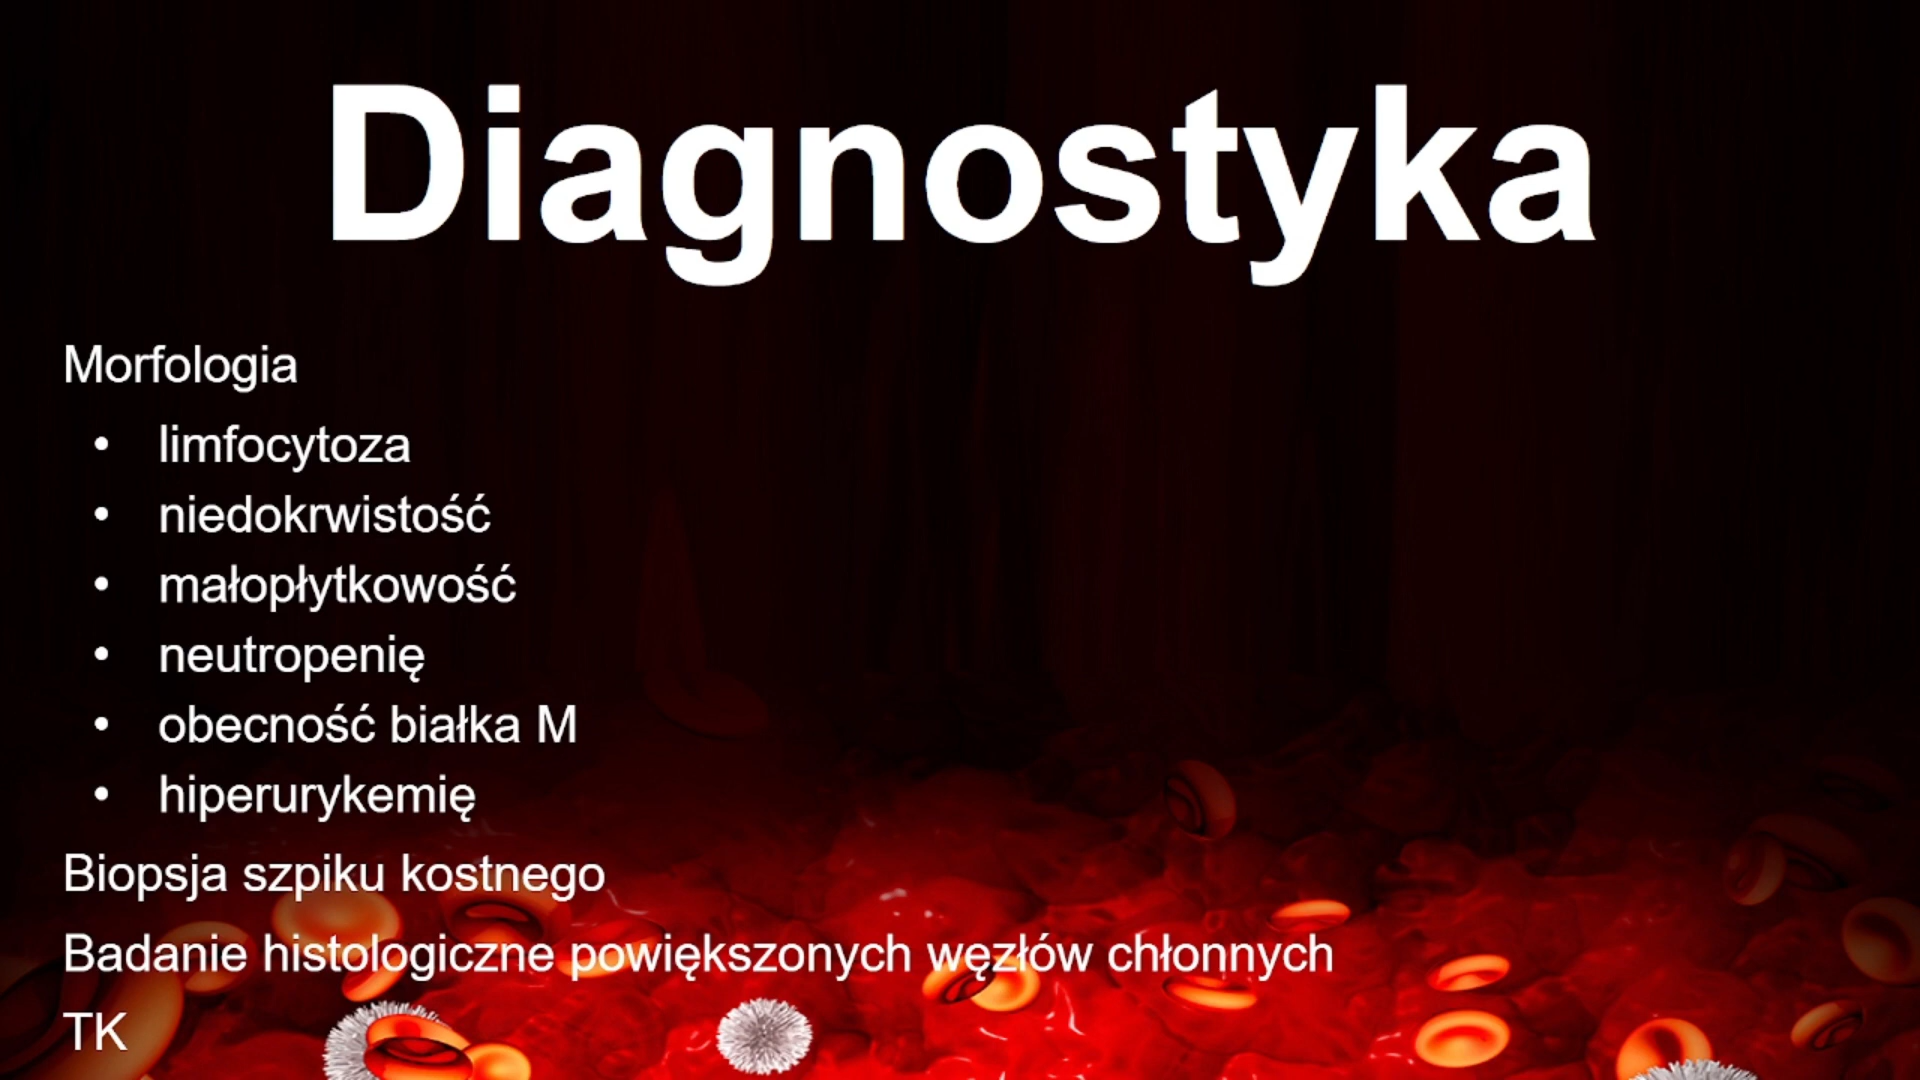 Diagnostyka
Morfologia
• limfocytoza
• niedokrwistość
• małopłytkowość
• neutropenię
• obecność białka M
• hiperurykemię
Biopsja szpiku kostnego
Badanie histologiczne powiększonych węzłów chłonnych
TK